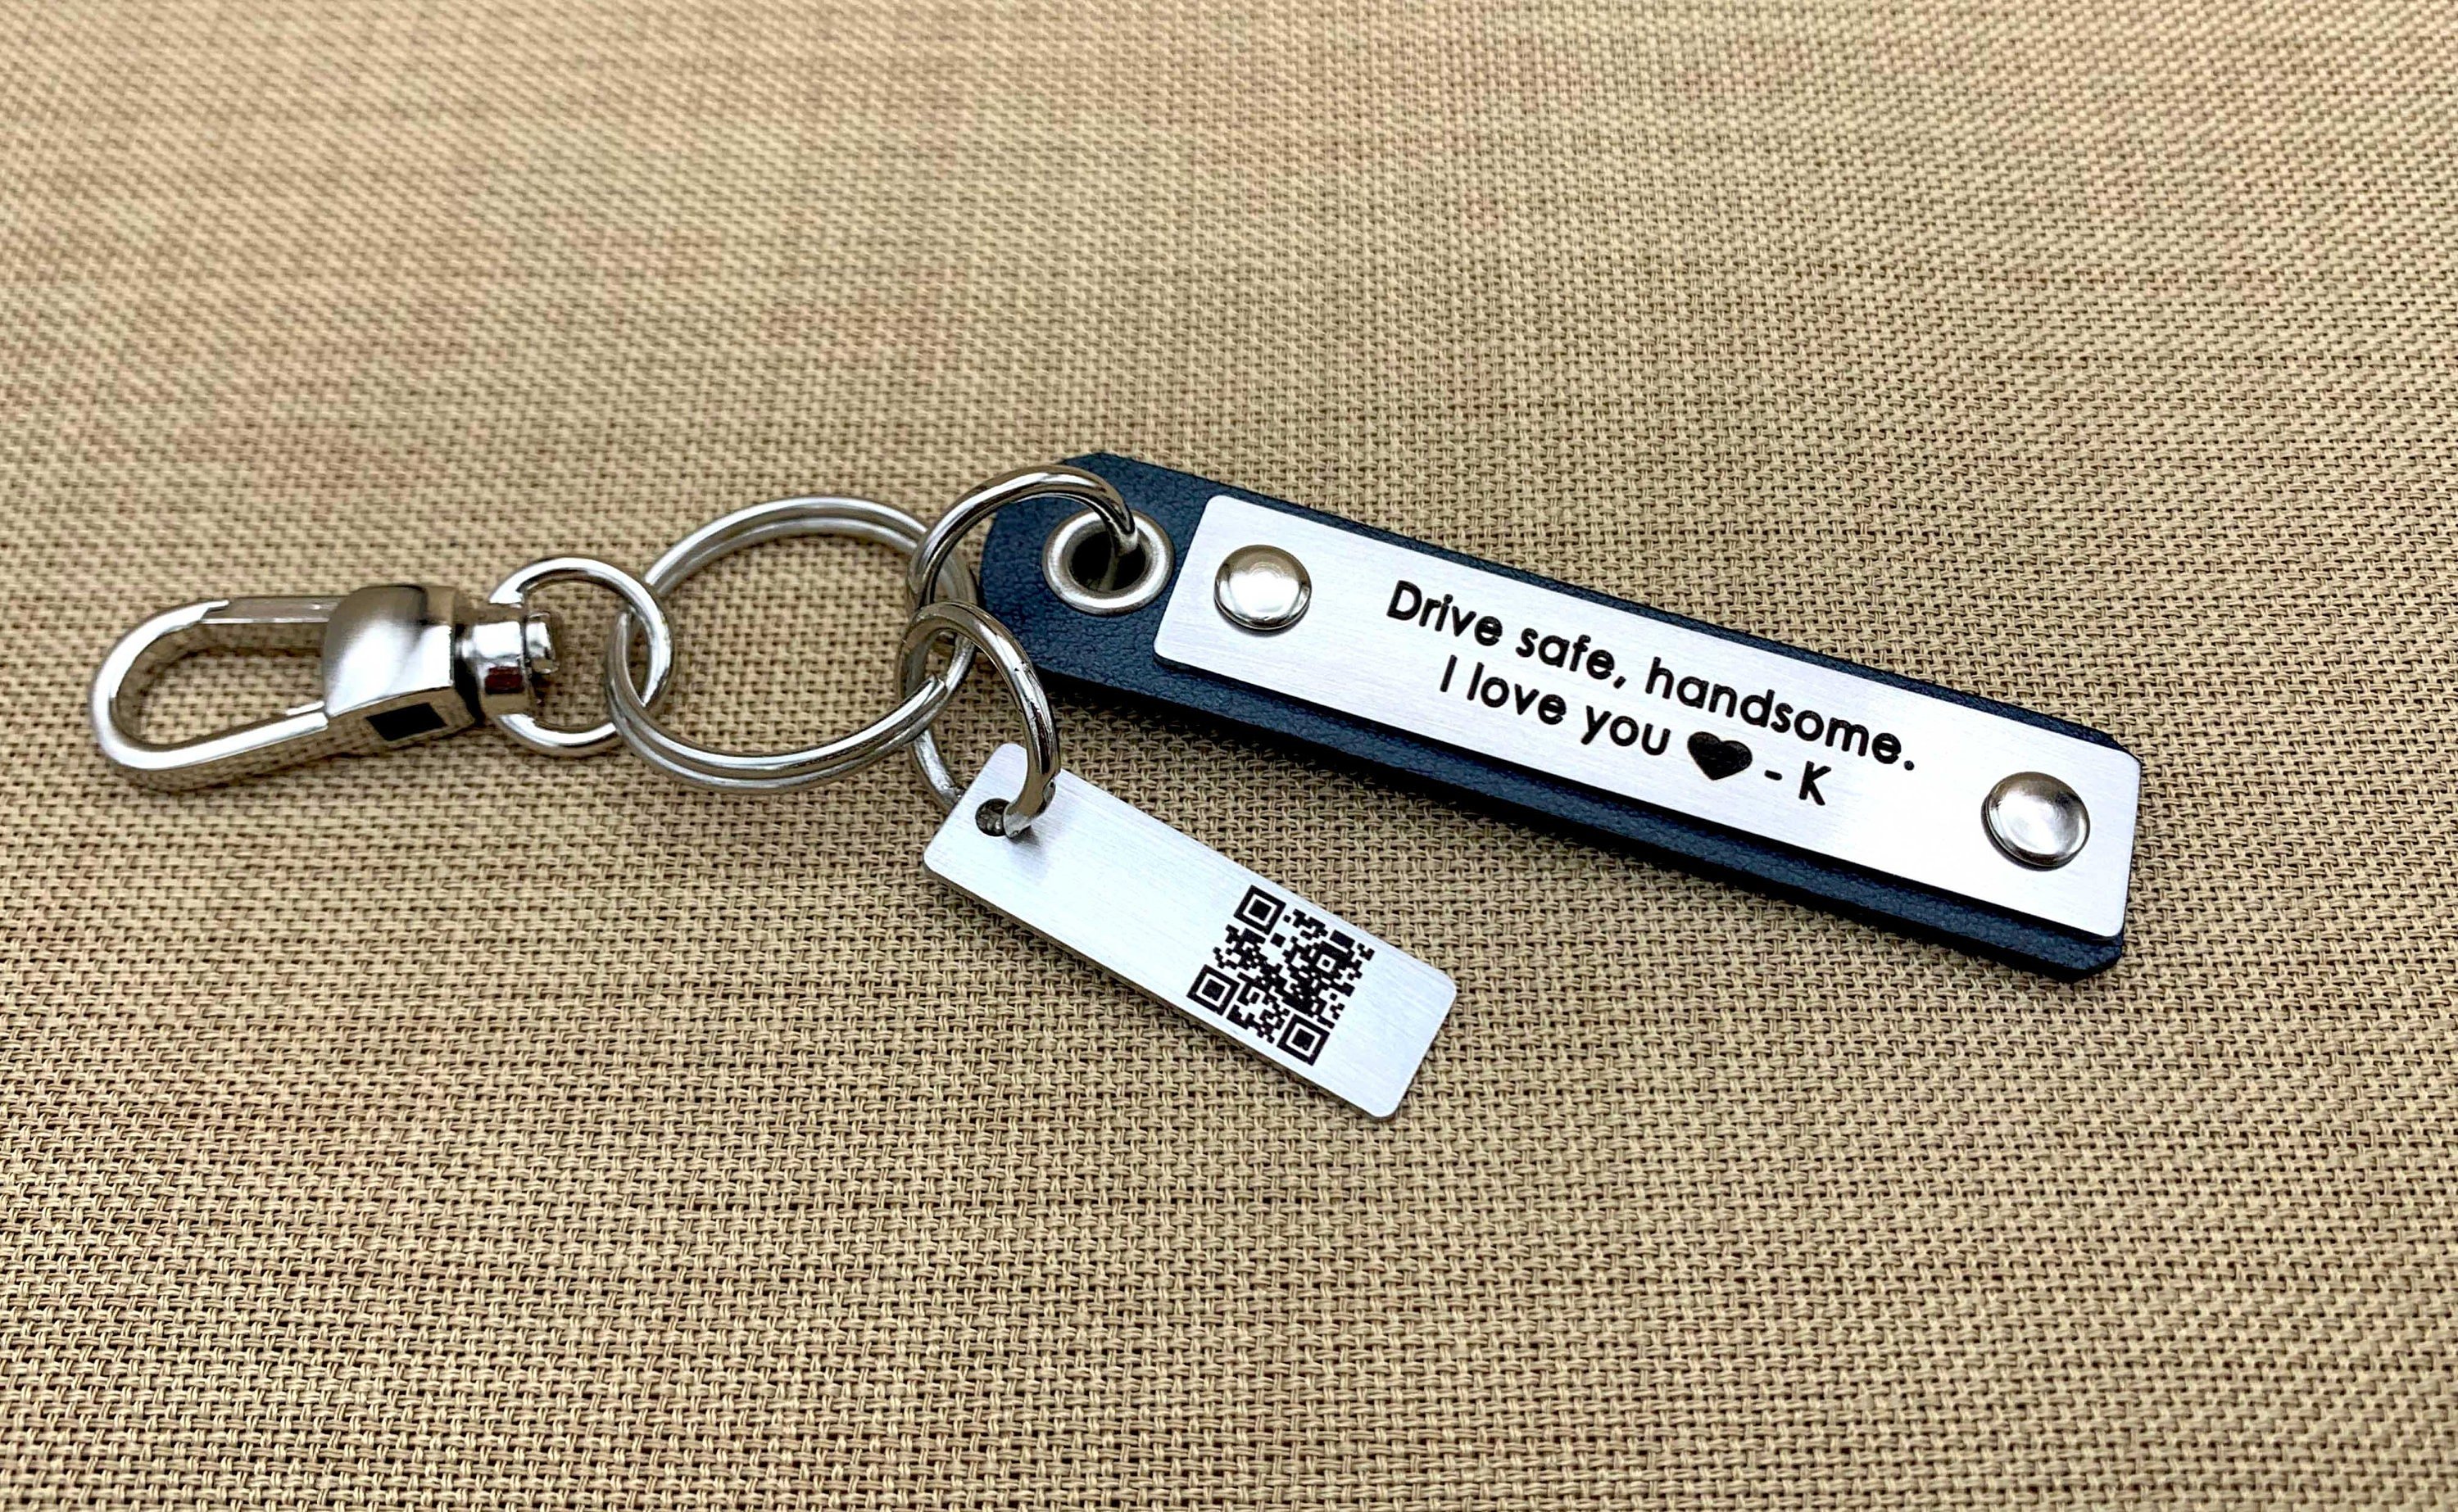 Drive safe, handsome.
I love you ♥ - K